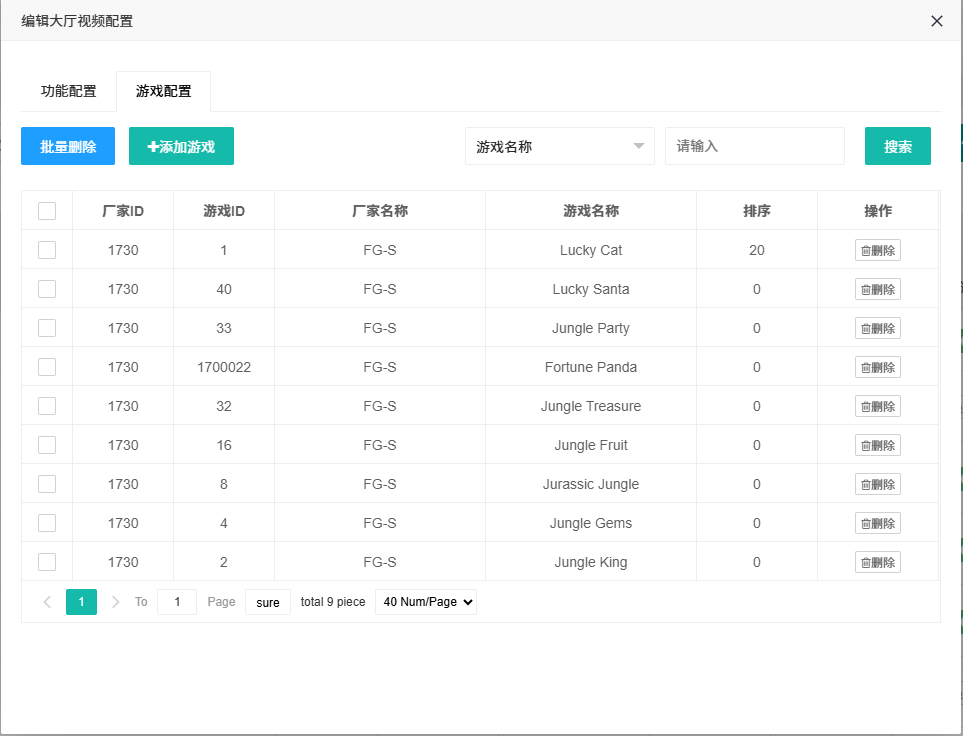 编辑大厅视频配置
功能配置 游戏配置
批量删除 添加游戏 游戏名称 请输入 搜索
厂家ID 游戏ID 厂家名称 游戏名称 排序 操作
1730 1 FG-S Lucky Cat 20 删除
1730 40 FG-S Lucky Santa 0 删除
1730 33 FG-S Jungle Party 0 删除
1730 1700022 FG-S Fortune Panda 0 删除
1730 32 FG-S Jungle Treasure 0 删除
1730 16 FG-S Jungle Fruit 0 删除
1730 8 FG-S Jurassic Jungle 0 删除
1730 4 FG-S Jungle Gems 0 删除
1730 2 FG-S Jungle King 0 删除
1 To 1 Page sure total 9 piece 40 Num/Page